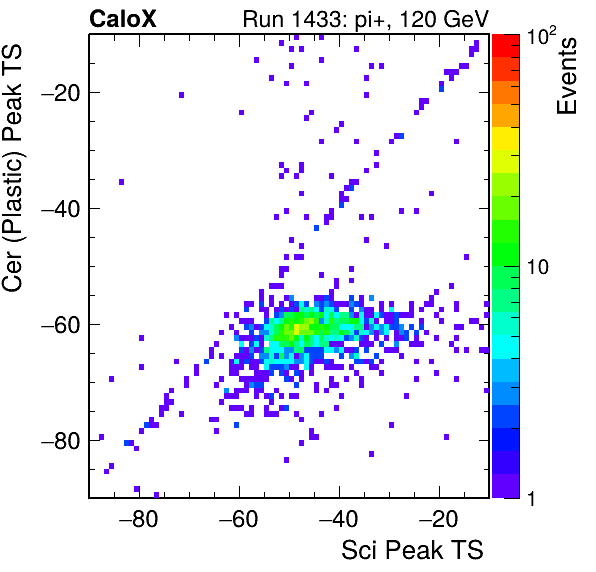 CaloX Run 1433: pi+, 120 GeV
Cer (Plastic) Peak TS
−20
−40
−60
−80
−80 −60 −40 −20
Sci Peak TS
10²
10
1
Events